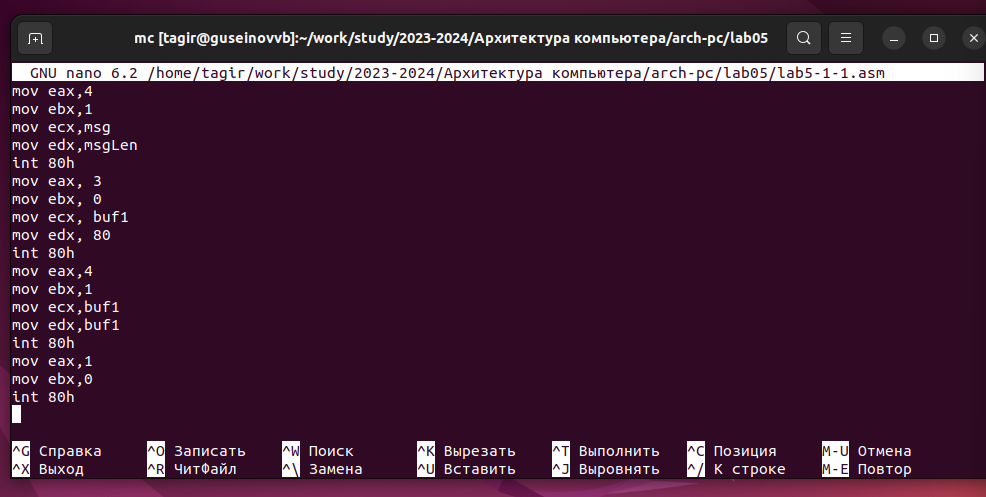 mc [tagir@guseinovvb]:~/work/study/2023-2024/Архитектура компьютера/arch-pc/lab05
GNU nano 6.2 /home/tagir/work/study/2023-2024/Архитектура компьютера/arch-pc/lab05/lab5-1-1.asm
mov eax,4
mov ebx,1
mov ecx,msg
mov edx,msgLen
int 80h
mov eax, 3
mov ebx, 0
mov ecx, buf1
mov edx, 80
int 80h
mov eax,4
mov ebx,1
mov ecx,buf1
mov edx,buf1
int 80h
mov eax,1
mov ebx,0
int 80h
^G Справка ^O Записать ^W Поиск ^K Вырезать ^T Выполнить ^C Позиция M-U Отмена
^X Выход ^R ЧитФайл ^\ Замена ^U Вставить ^J Выровнять ^/ К строке M-E Повтор